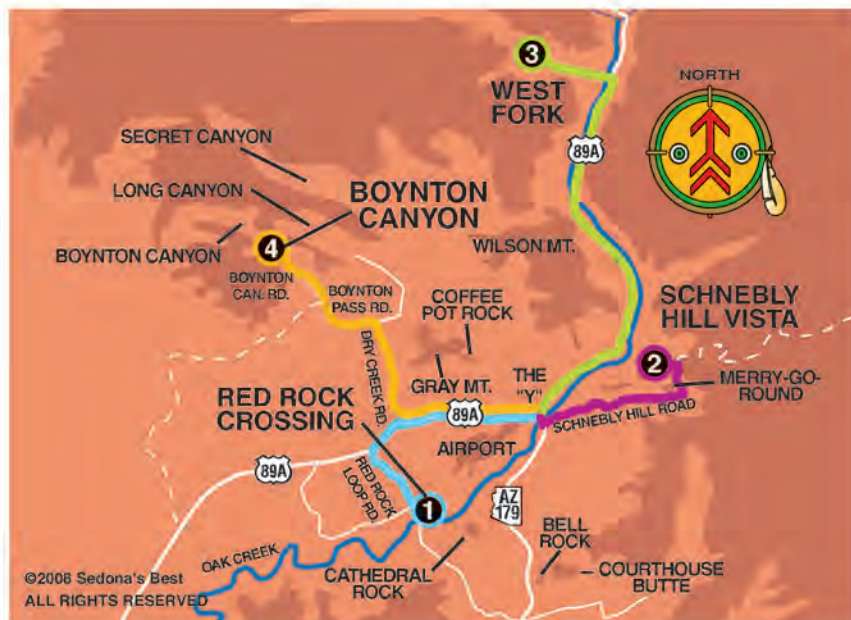 3
NORTH
WEST
FORK
89A
SECRET CANYON
LONG CANYON
BOYNTON
CANYON
4
BOYNTON CANYON
BOYNTON
CAN. RD.
BOYNTON
PASS RD.
WILSON MT.
COFFEE
POT ROCK
SCHNEBLY
HILL VISTA
2
MERRY-GO-
ROUND
DRY CREEK RD.
GRAY MT.
THE
"Y"
RED ROCK
CROSSING
89A
SCHNEBLY HILL ROAD
AIRPORT
89A
RED ROCK
LOOP RD.
1
AZ
179
BELL
ROCK
OAK CREEK
CATHEDRAL
ROCK
COURTHOUSE
BUTTE
©2008 Sedona's Best
ALL RIGHTS RESERVED